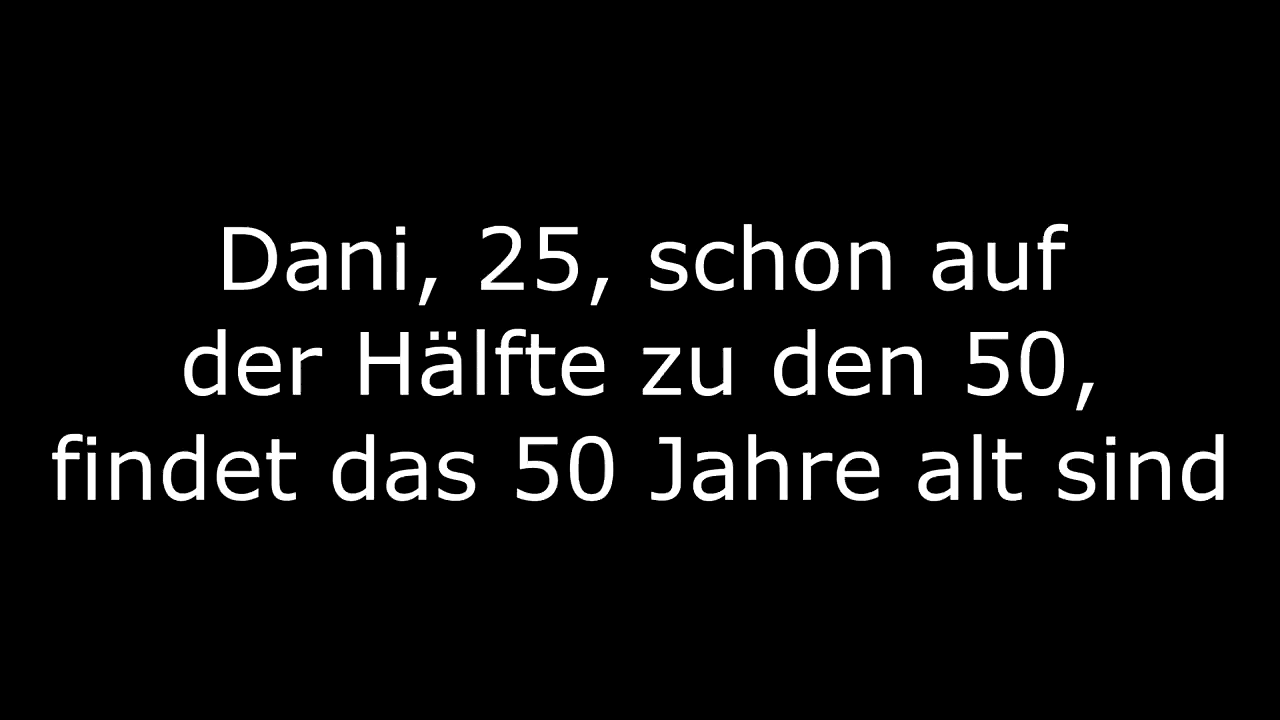 Dani, 25, schon auf
der Hälfte zu den 50,
findet das 50 Jahre alt sind